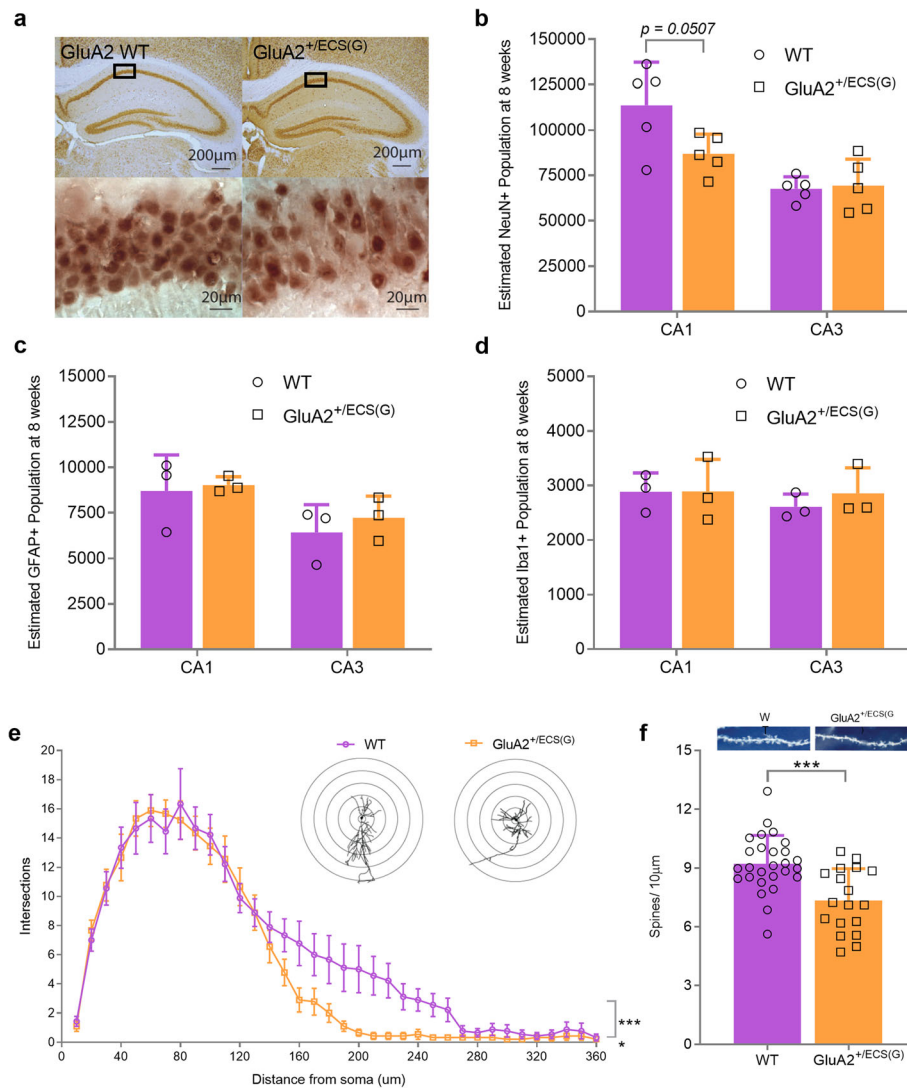 a
GluA2 WT
GluA2+/ECS(G)
200µm
200µm
20µm
20µm
b
p = 0.0507
WT
GluA2+/ECS(G)
Estimated NeuN+ Population at 8 weeks
150000
125000
100000
75000
50000
25000
0
CA1
CA3
c
WT
GluA2+/ECS(G)
Estimated GFAP+ Population at 8 weeks
15000
12500
10000
7500
5000
2500
0
CA1
CA3
d
WT
GluA2+/ECS(G)
Estimated Iba1+ Population at 8 weeks
5000
4000
3000
2000
1000
0
CA1
CA3
e
WT
GluA2+/ECS(G)
Intersections
20
18
16
14
12
10
8
6
4
2
0
0
40
80
120
160
200
240
280
320
360
Distance from soma (um)
***
*
f
W
GluA2+/ECS(G
***
Spines/ 10µm
15
12
9
6
3
0
WT
GluA2+/ECS(G)